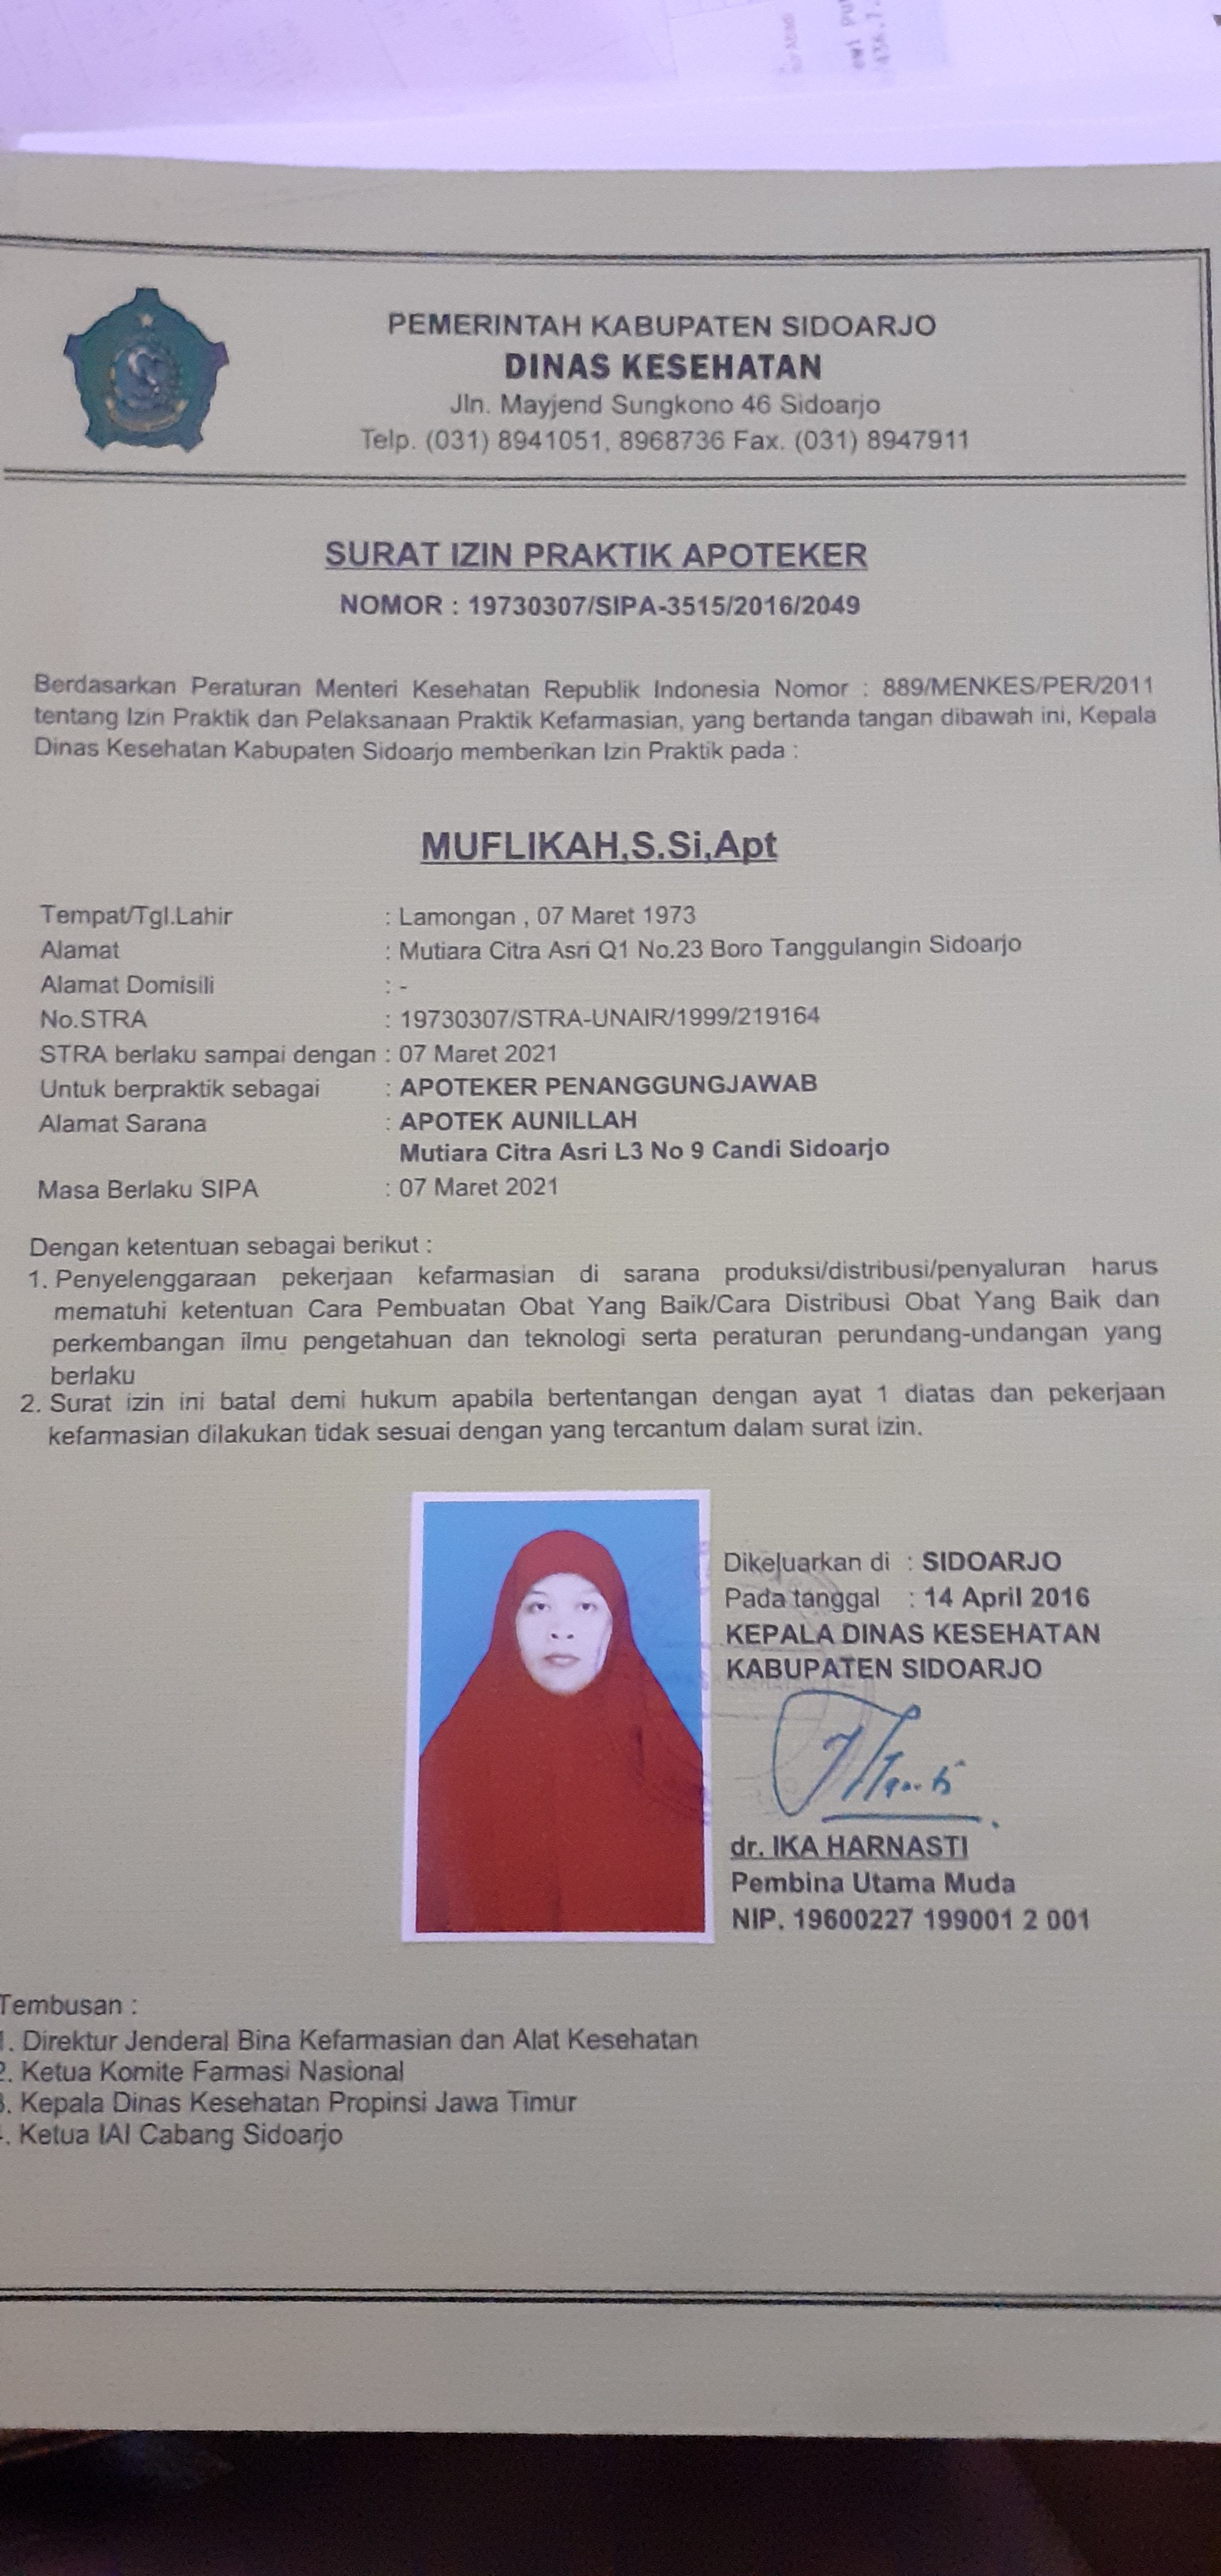 PEMERINTAH KABUPATEN SIDOARJO
DINAS KESEHATAN
Jln. Mayjend Sungkono 46 Sidoarjo
Telp. (031) 8941051, 8968736 Fax. (031) 8947911
SURAT IZIN PRAKTIK APOTEKER
NOMOR : 19730307/SIPA-3515/2016/2049
Berdasarkan Peraturan Menteri Kesehatan Republik Indonesia Nomor : 889/MENKES/PER/2011
tentang Izin Praktik dan Pelaksanaan Praktik Kefarmasian, yang bertanda tangan dibawah ini, Kepala
Dinas Kesehatan Kabupaten Sidoarjo memberikan Izin Praktik pada :
MUFLIKAH,S.Si,Apt
Tempat/Tgl.Lahir : Lamongan , 07 Maret 1973
Alamat : Mutiara Citra Asri Q1 No.23 Boro Tanggulangin Sidoarjo
Alamat Domisili : -
No.STRA : 19730307/STRA-UNAIR/1999/219164
STRA berlaku sampai dengan : 07 Maret 2021
Untuk berpraktik sebagai : APOTEKER PENANGGUNGJAWAB
Alamat Sarana : APOTEK AUNILLAH
Mutiara Citra Asri L3 No 9 Candi Sidoarjo
Masa Berlaku SIPA : 07 Maret 2021
Dengan ketentuan sebagai berikut :
1. Penyelenggaraan pekerjaan kefarmasian di sarana produksi/distribusi/penyaluran harus
mematuhi ketentuan Cara Pembuatan Obat Yang Baik/Cara Distribusi Obat Yang Baik dan
perkembangan ilmu pengetahuan dan teknologi serta peraturan perundang-undangan yang
berlaku
2. Surat izin ini batal demi hukum apabila bertentangan dengan ayat 1 diatas dan pekerjaan
kefarmasian dilakukan tidak sesuai dengan yang tercantum dalam surat izin.
Dikeluarkan di : SIDOARJO
Pada tanggal : 14 April 2016
KEPALA DINAS KESEHATAN
KABUPATEN SIDOARJO
dr. IKA HARNASTI
Pembina Utama Muda
NIP. 19600227 199001 2 001
Tembusan :
1. Direktur Jenderal Bina Kefarmasian dan Alat Kesehatan
2. Ketua Komite Farmasi Nasional
3. Kepala Dinas Kesehatan Propinsi Jawa Timur
4. Ketua IAI Cabang Sidoarjo